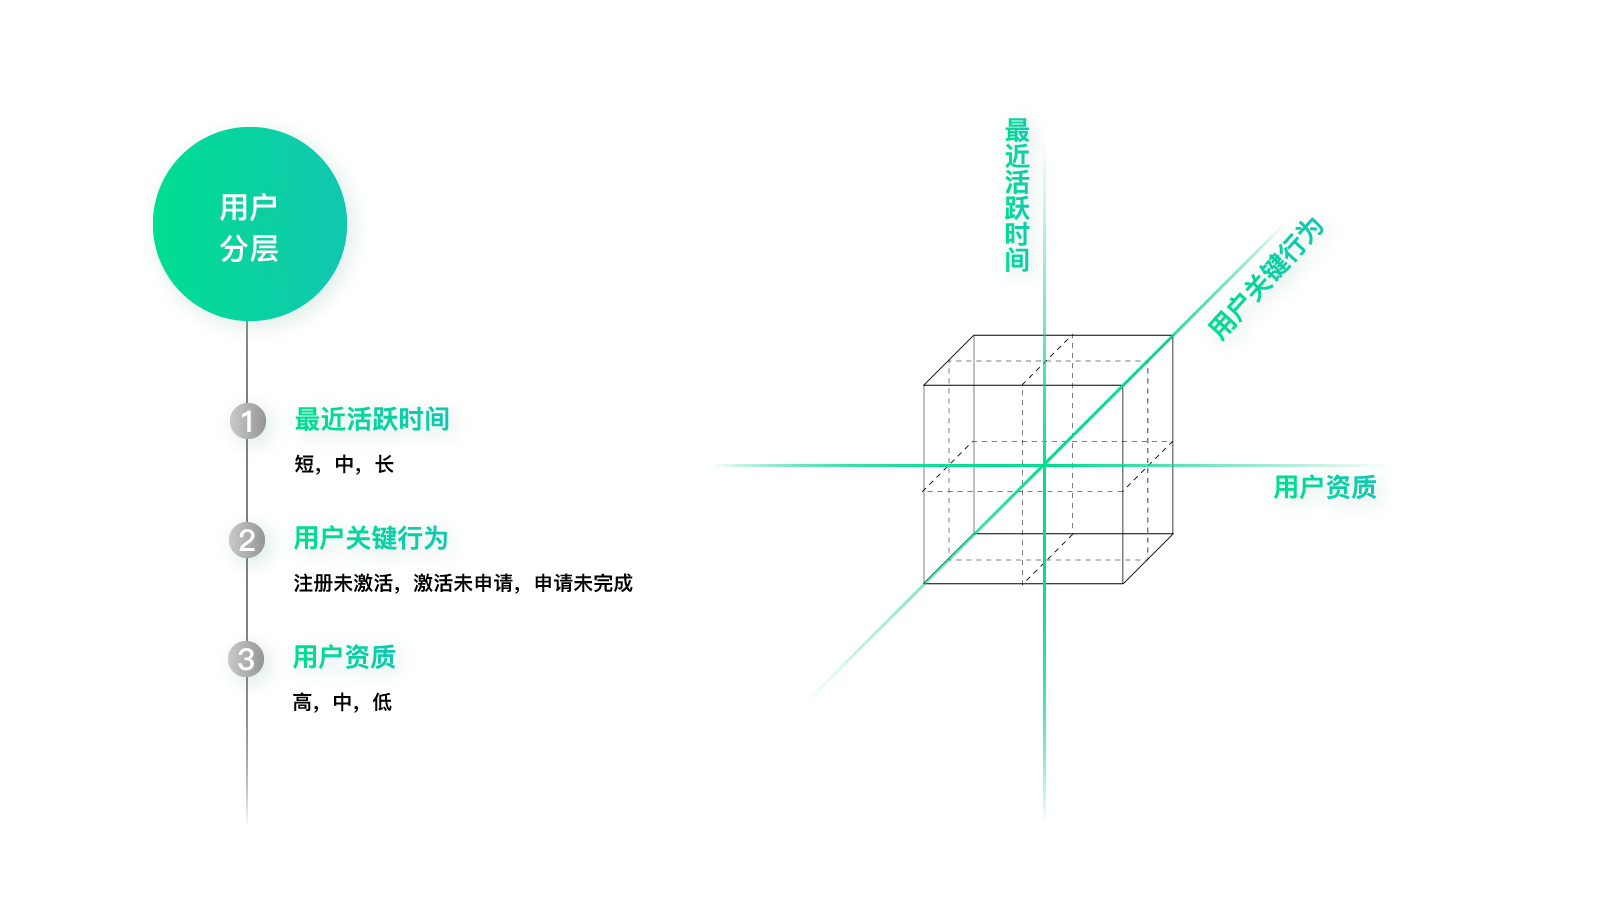 用户
分层
1
最近活跃时间
短，中，长
2
用户关键行为
注册未激活，激活未申请，申请未完成
3
用户资质
高，中，低
最近活跃时间
用户关键行为
用户资质